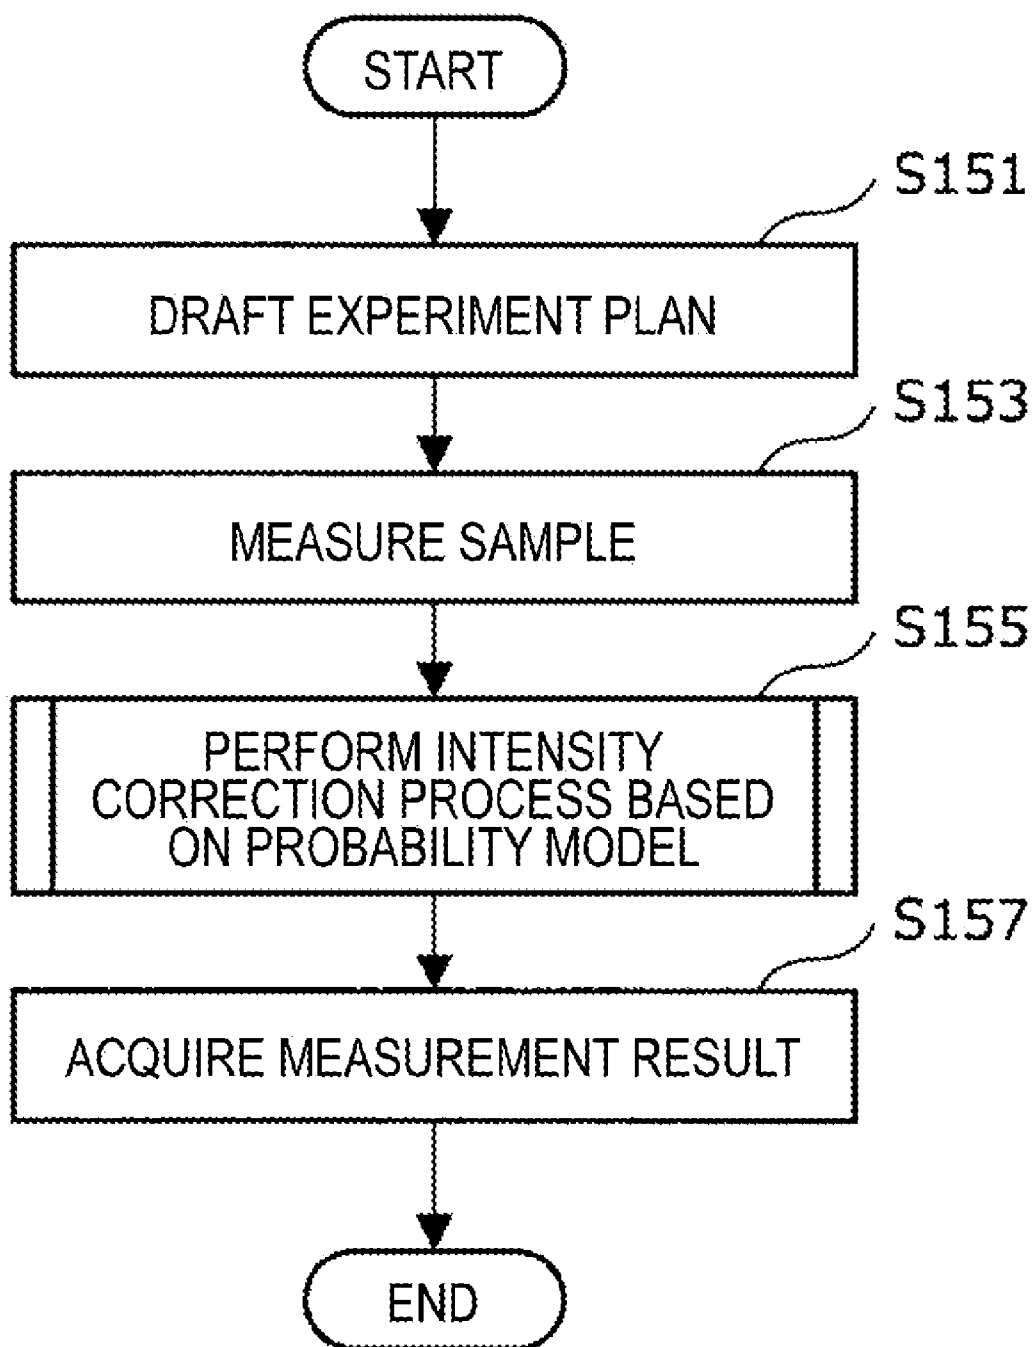 START
S151
DRAFT EXPERIMENT PLAN
S153
MEASURE SAMPLE
S155
PERFORM INTENSITY
CORRECTION PROCESS BASED
ON PROBABILITY MODEL
S157
ACQUIRE MEASUREMENT RESULT
END